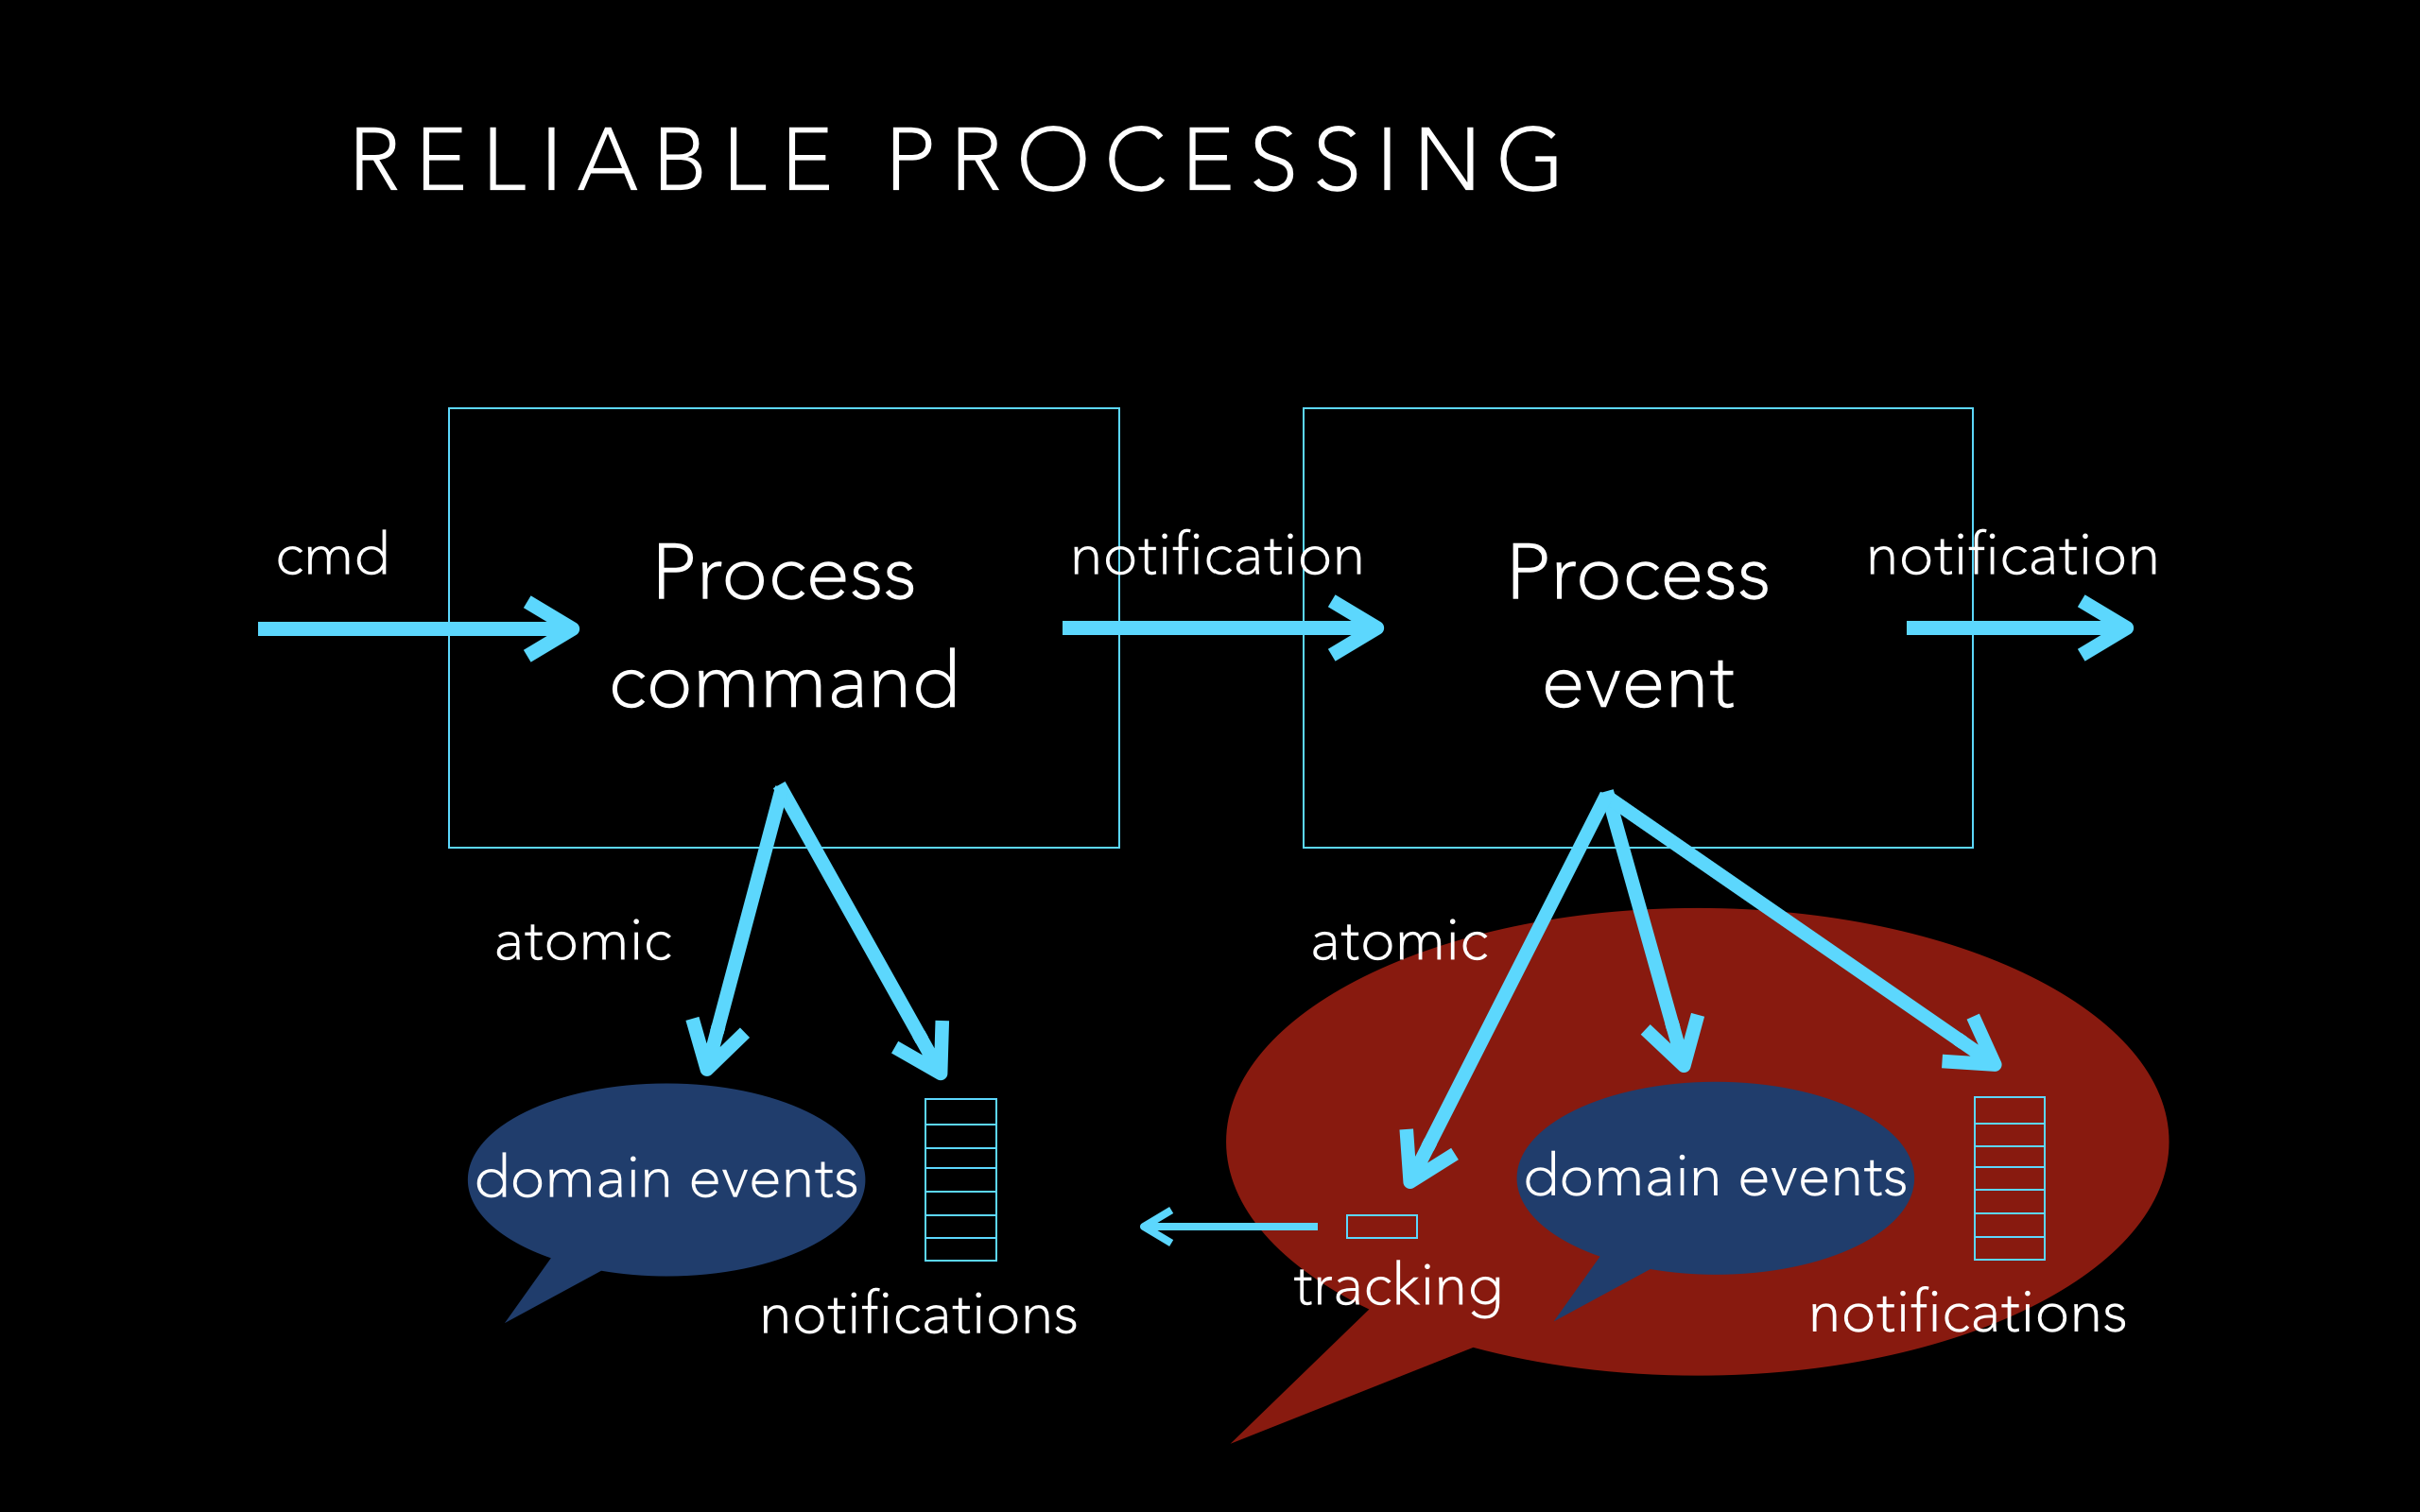 RELIABLE PROCESSING
cmd
Process
command
notification
Process
event
notification
atomic
atomic
domain events
notifications
tracking
domain events
notifications